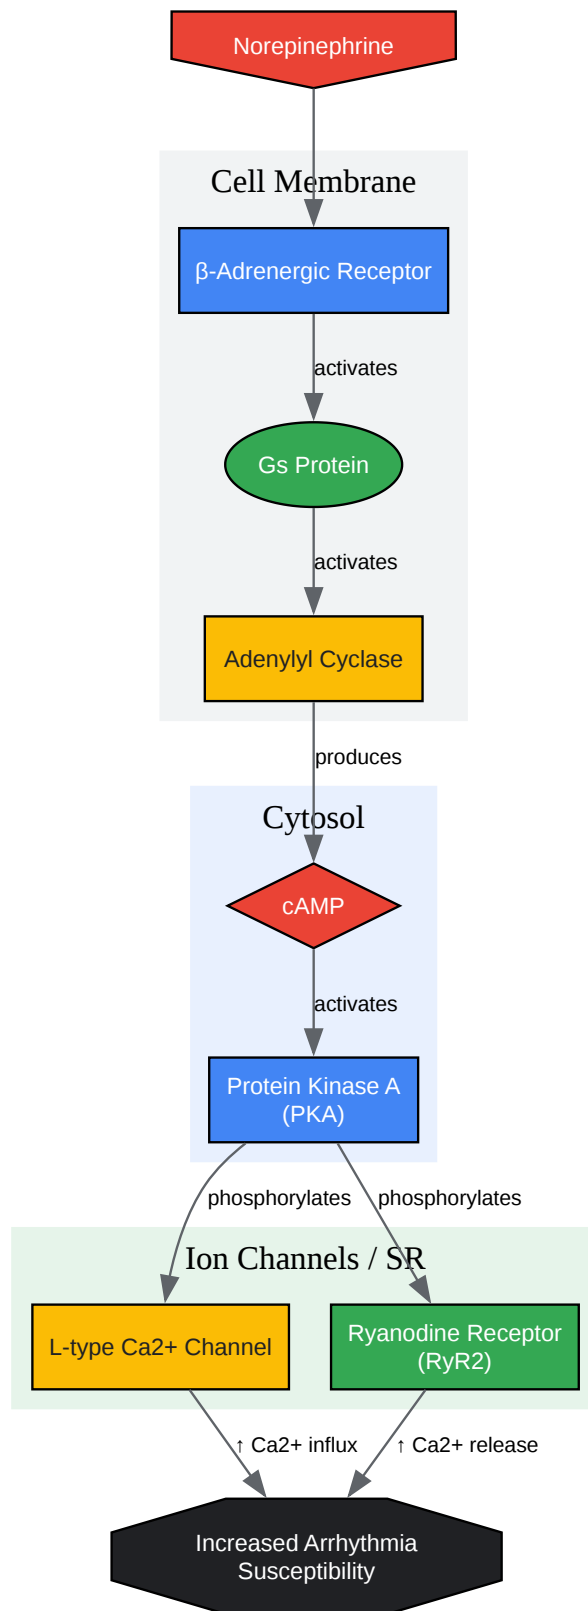 Norepinephrine
Cell Membrane
β-Adrenergic Receptor
activates
Gs Protein
activates
Adenylyl Cyclase
produces
Cytosol
cAMP
activates
Protein Kinase A
(PKA)
phosphorylates
phosphorylates
Ion Channels / SR
L-type Ca2+ Channel
Ryanodine Receptor
(RyR2)
↑ Ca2+ influx
↑ Ca2+ release
Increased Arrhythmia
Susceptibility